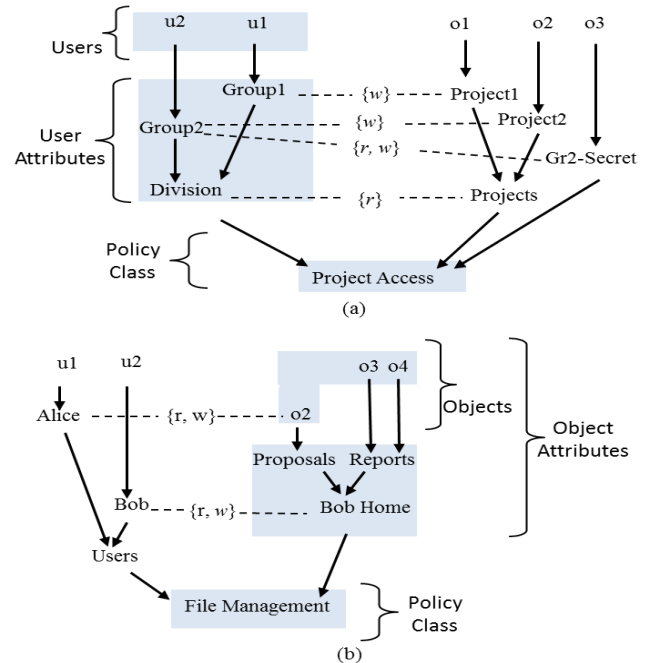 u2 u1 o1 o2 o3
Users
Group1 {w} Project1
User
Attributes
Group2 {w} Project2
{r, w} Gr2-Secret
Division {r} Projects
Policy
Class
Project Access
(a)
u1 u2 o3 o4
Objects
Alice {r, w} o2
Object
Attributes
Proposals Reports
Bob {r, w} Bob Home
Users
File Management
Policy
Class
(b)